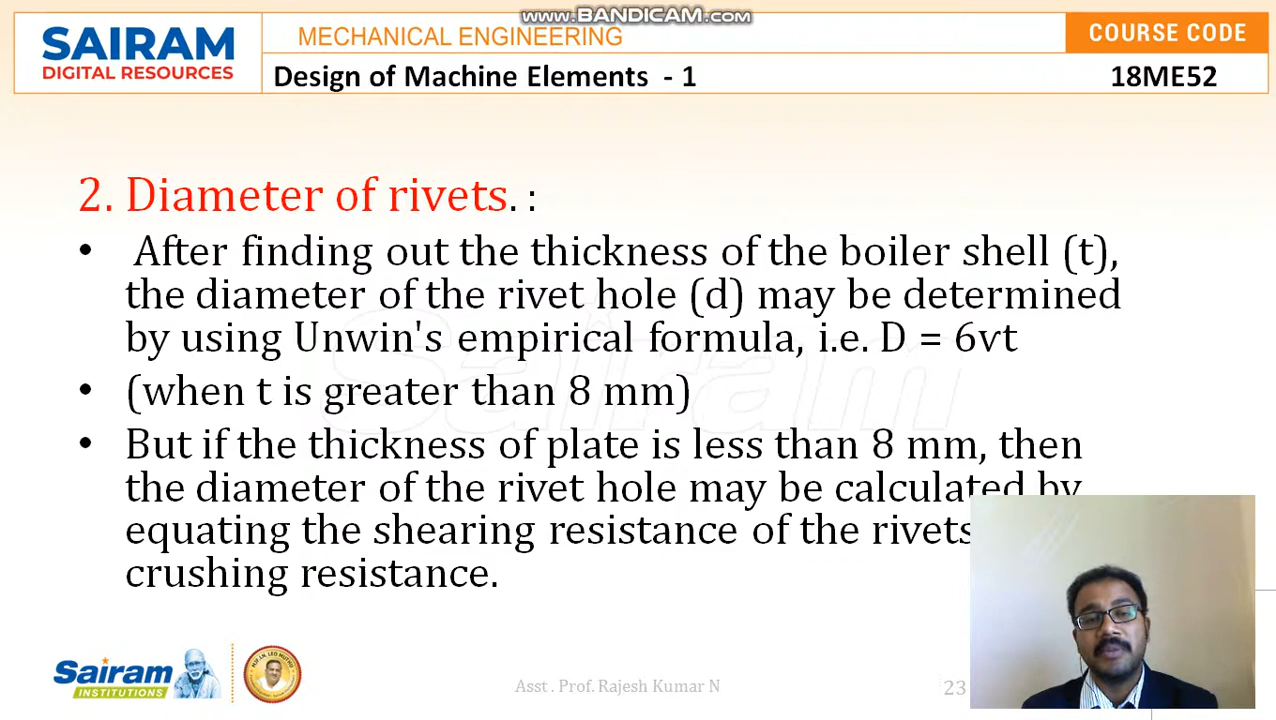 www.BANDICAM.com
SAIRAM
DIGITAL RESOURCES
MECHANICAL ENGINEERING
COURSE CODE
Design of Machine Elements - 1
18ME52
2. Diameter of rivets. :
• After finding out the thickness of the boiler shell (t),
the diameter of the rivet hole (d) may be determined
by using Unwin's empirical formula, i.e. D = 6vt
• (when t is greater than 8 mm)
• But if the thickness of plate is less than 8 mm, then
the diameter of the rivet hole may be calculated by
equating the shearing resistance of the rivets
crushing resistance.
Sairam
Sairam
INSTITUTIONS
Asst . Prof. Rajesh Kumar N
23